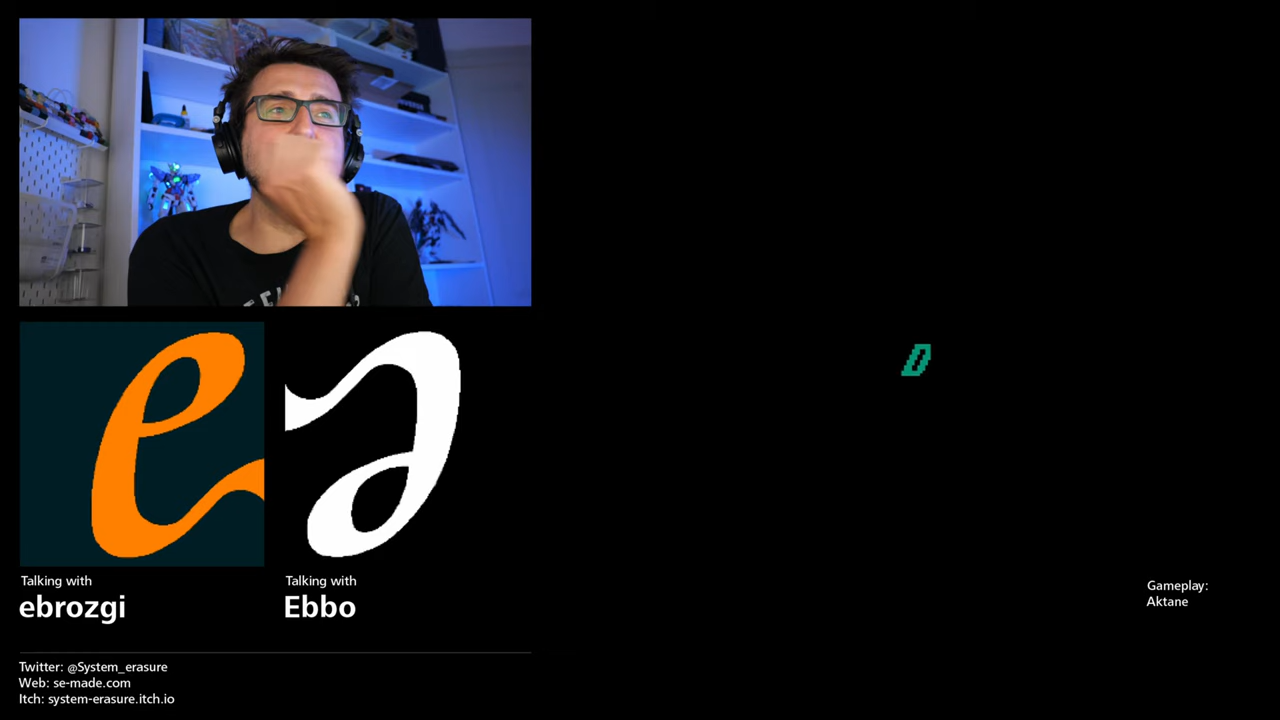 Talking with
ebrozgi
Talking with
Ebbo
Twitter: @System_erasure
Web: se-made.com
Itch: system-erasure.itch.io
0
Gameplay:
Aktane